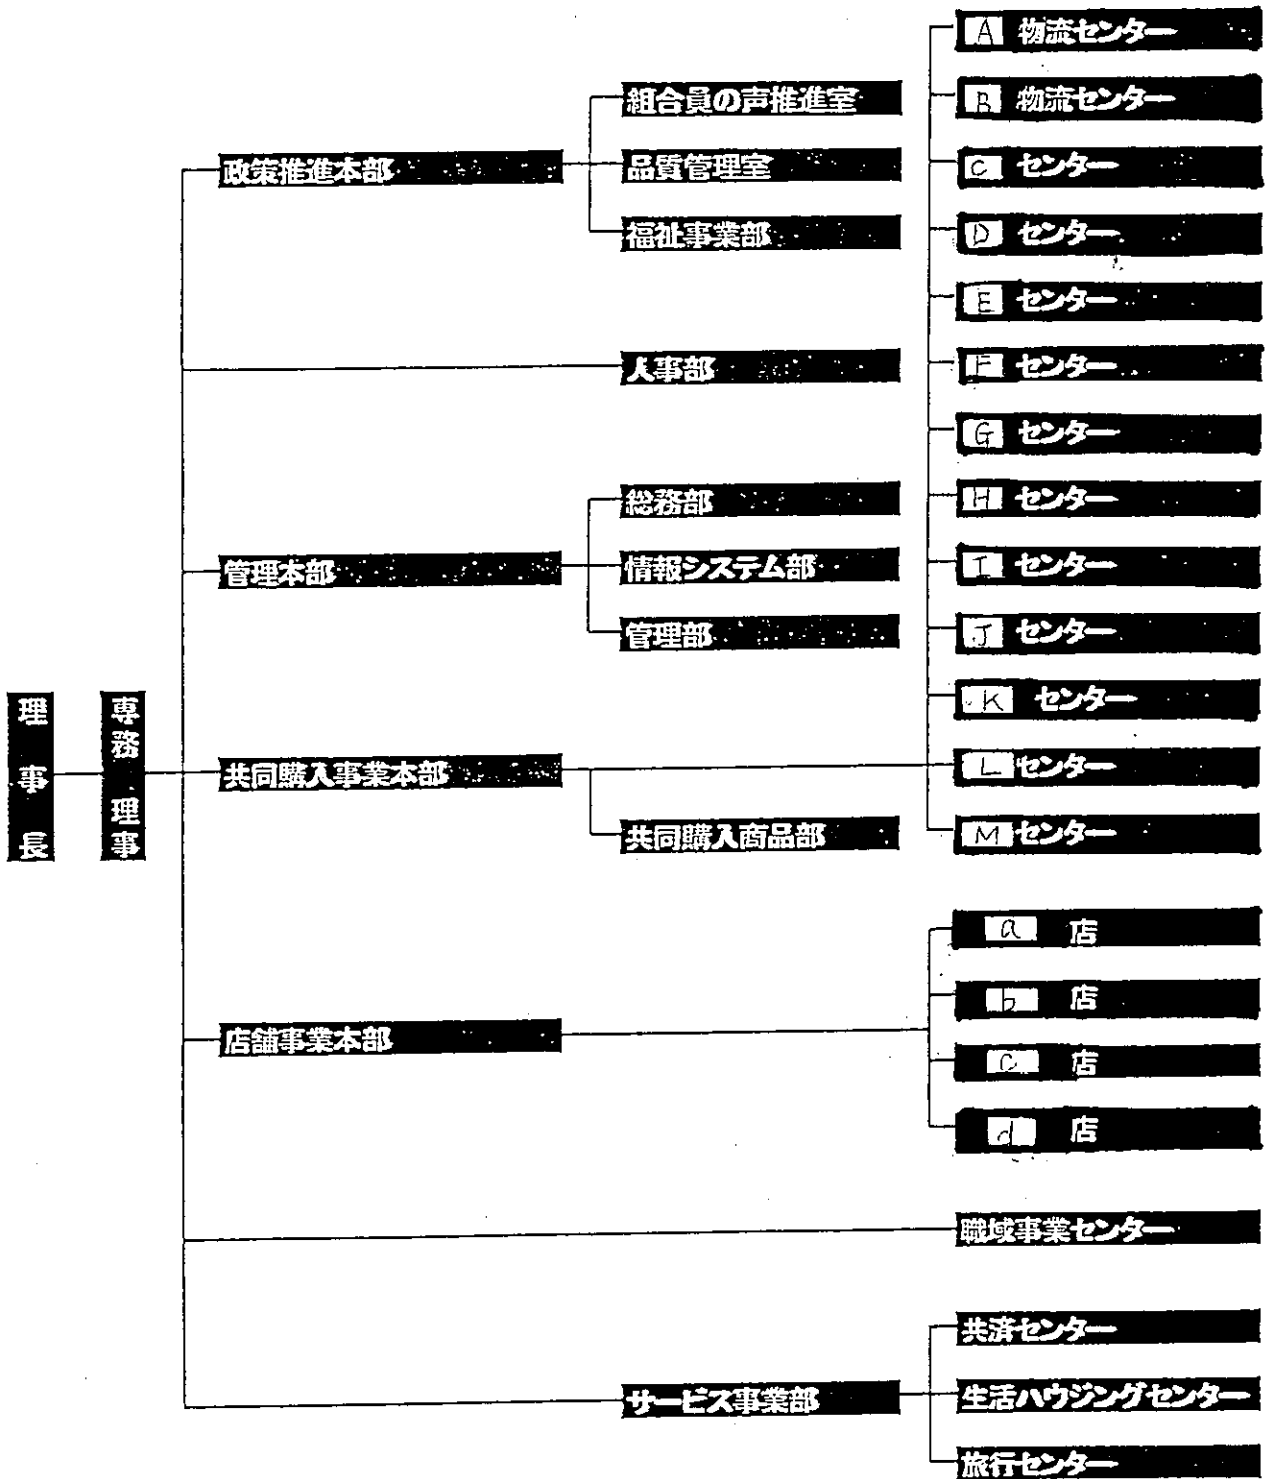 理事長
専務理事
政策推進本部
組合員の声推進室
品質管理室
福祉事業部
人事部
管理本部
総務部
情報システム部
管理部
共同購入事業本部
共同購入商品部
A 物流センター
B 物流センター
C センター
D センター
E センター
F センター
G センター
H センター
I センター
J センター
K センター
L センター
M センター
店舗事業本部
a 店
b 店
c 店
d 店
職域事業センター
サービス事業部
共済センター
生活ハウジングセンター
旅行センター